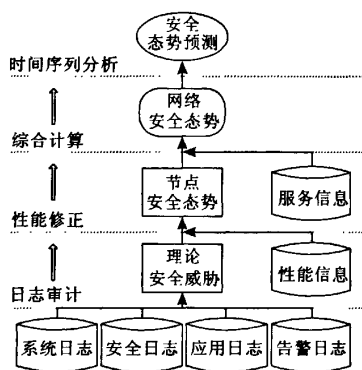 安全
态势预测
时间序列分析
网络
安全态势
综合计算
节点
安全态势
服务信息
性能修正
理论
安全威胁
性能信息
日志审计
系统日志
安全日志
应用日志
告警日志